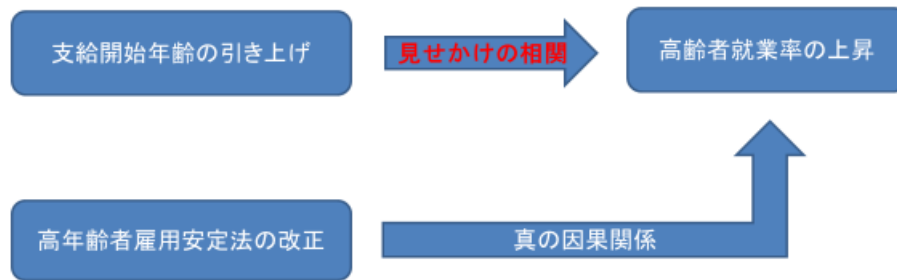 支給開始年齢の引き上げ
見せかけの相関
高齢者就業率の上昇
高年齢者雇用安定法の改正
真の因果関係